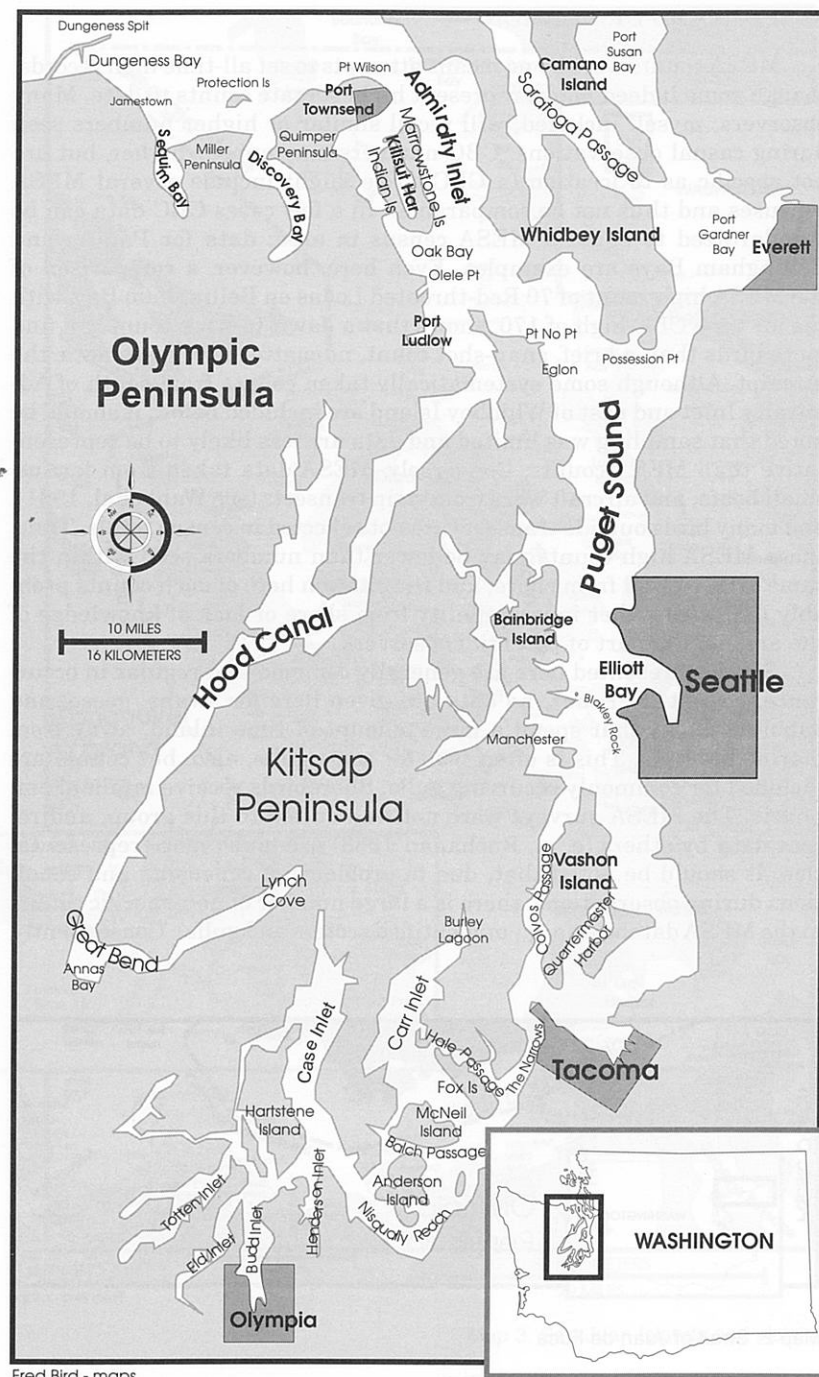 Dungeness Spit
Dungeness Bay
Jamestown
Sequim Bay
Protection Is
Miller
Peninsula
Discovery Bay
Pt Wilson
Port
Townsend
Quimper
Peninsula
Indian Is
Kilisut Har
Marrowstone Is
Admiralty Inlet
Camano
Island
Port
Susan
Bay
Saratoga Passage
Whidbey Island
Port
Gardner
Bay
Everett
Oak Bay
Olele Pt
Port
Ludlow
Pt No Pt
Eglon
Possession Pt
Olympic
Peninsula
Puget Sound
10 MILES
16 KILOMETERS
Hood Canal
Bainbridge
Island
Elliott
Bay
Seattle
Blakley Rock
Manchester
Kitsap
Peninsula
Vashon
Island
Colvos Passage
Quartermaster
Harbor
Lynch
Cove
Great Bend
Annas
Bay
Burley
Lagoon
Case Inlet
Carr Inlet
Hale Passage
Fox Is
The Narrows
Tacoma
Hartstene
Island
McNeil
Island
Balch Passage
Anderson
Island
Totten Inlet
Eld Inlet
Budd Inlet
Henderson Inlet
Nisqually Reach
Olympia
WASHINGTON
Fred Bird - maps